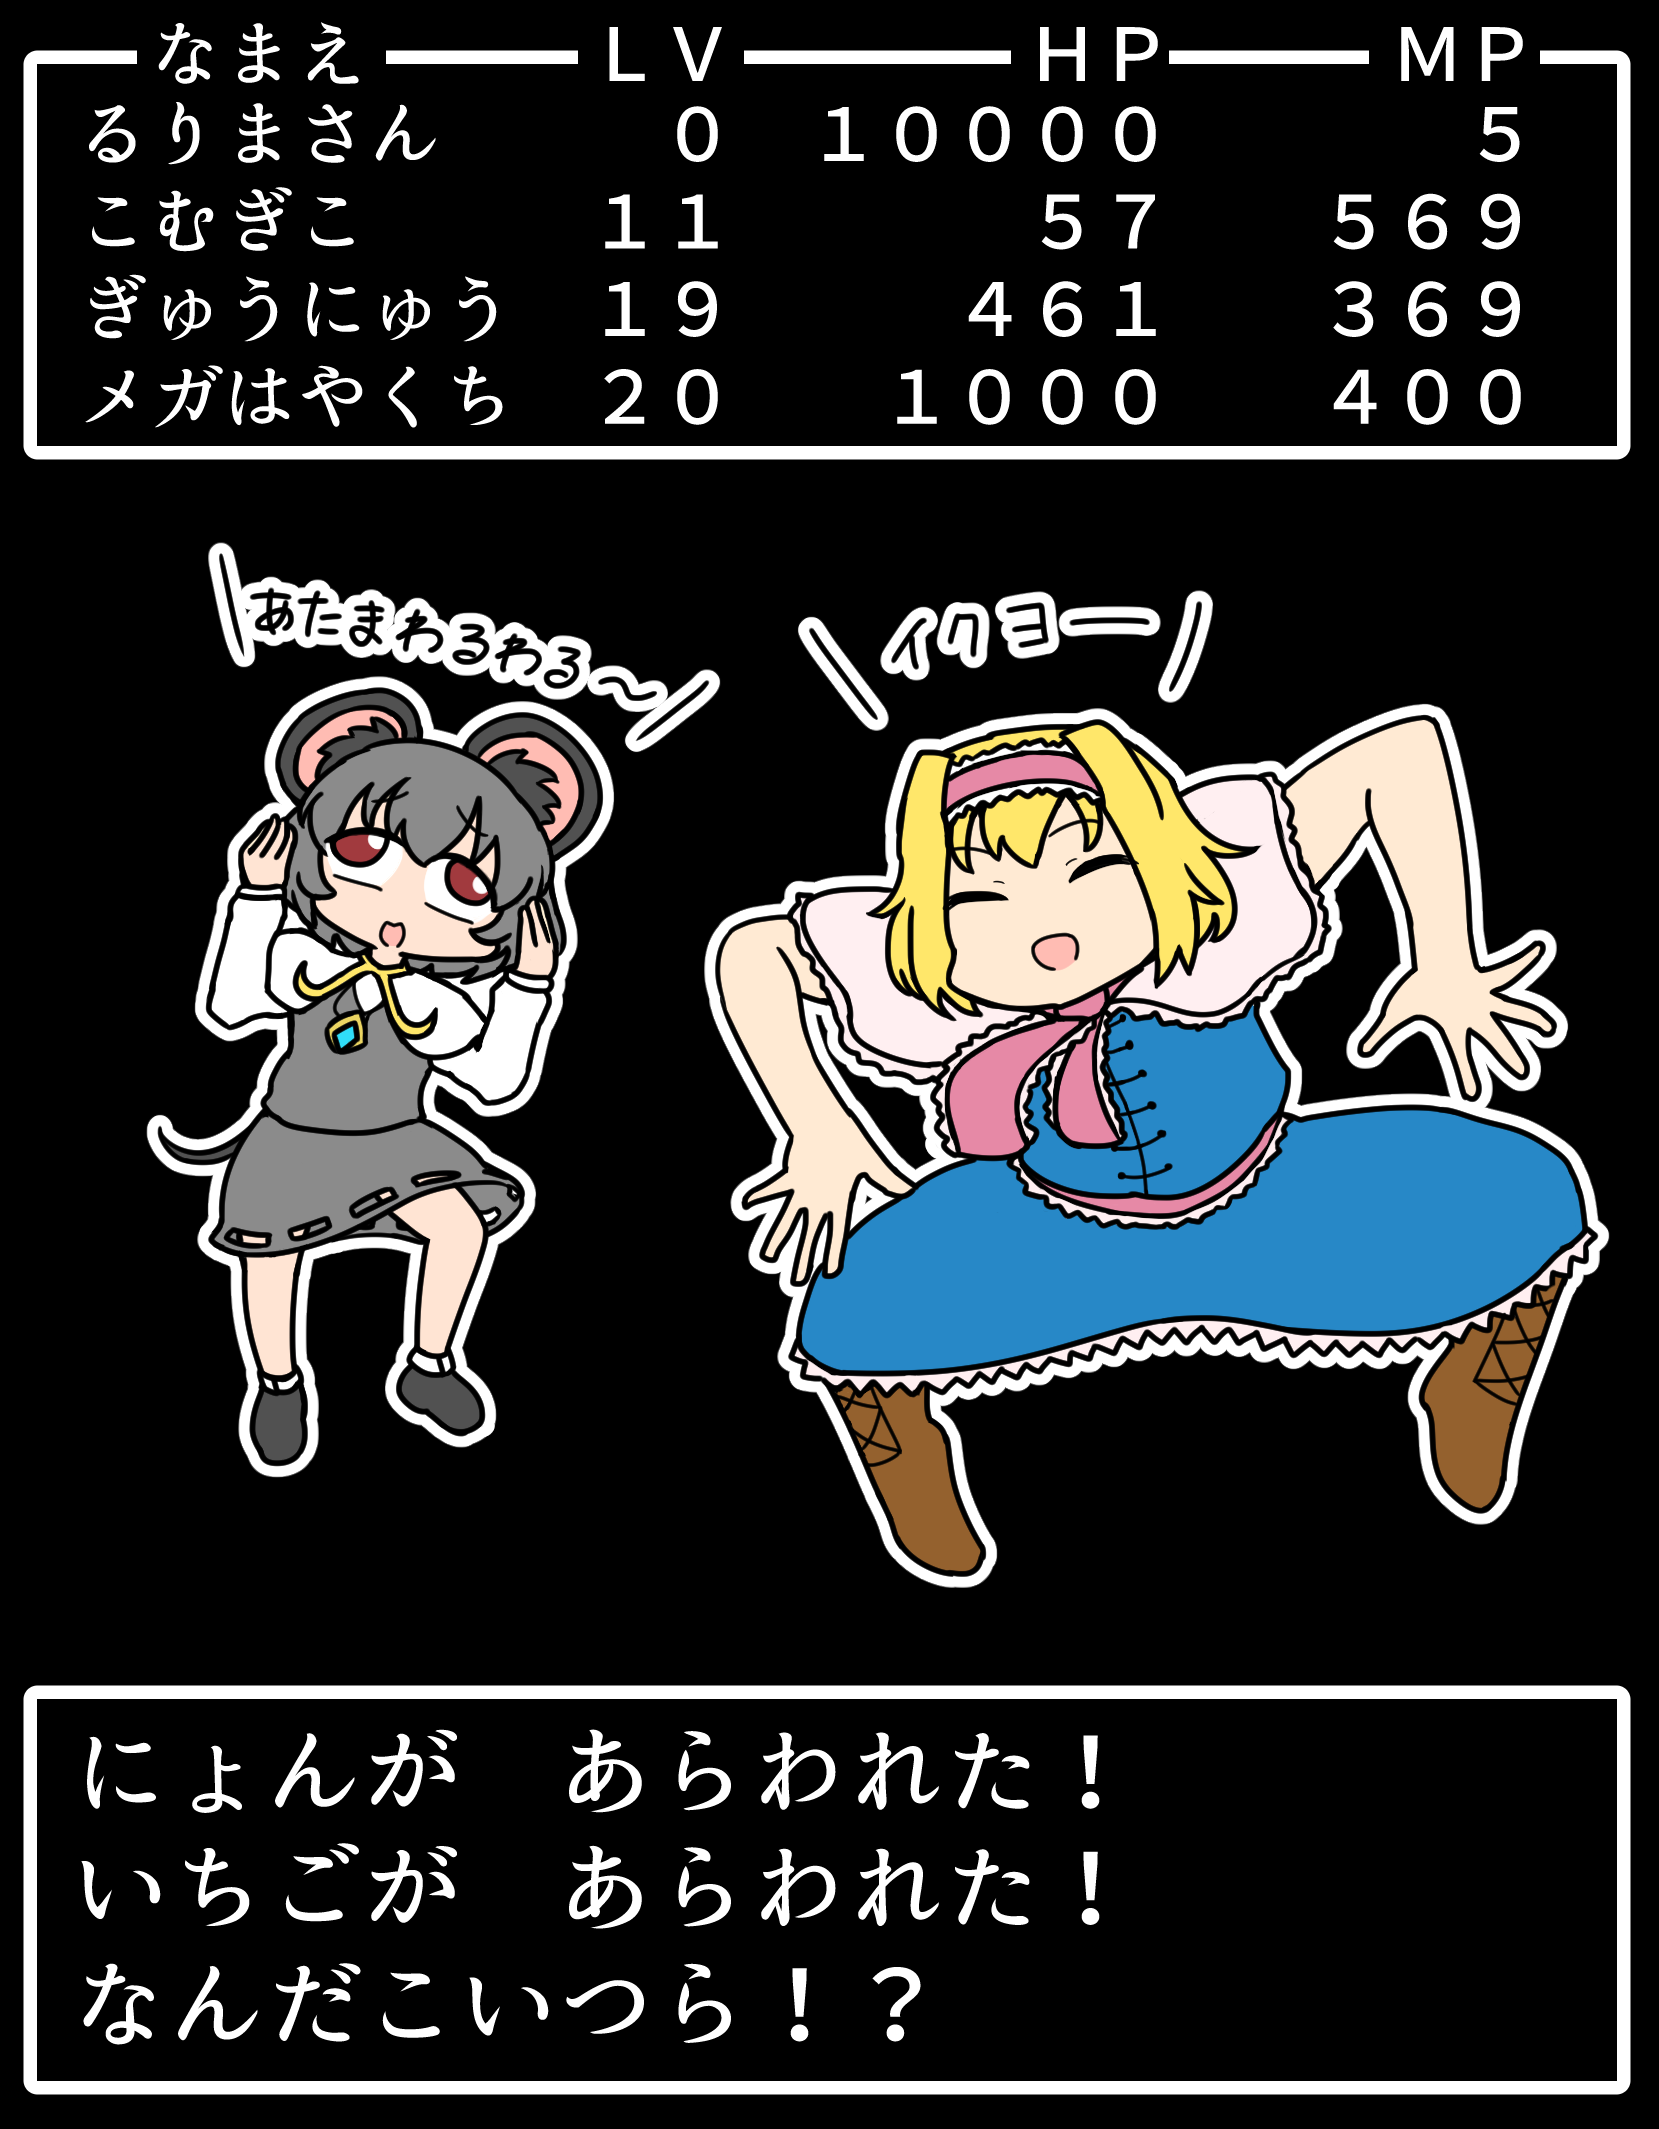 なまえ ＬＶ ＨＰ ＭＰ
るりまさん ０ １００００ ５
こむぎこ １１ ５７ ５６９
ぎゅうにゅう １９ ４６１ ３６９
メガはやくち ２０ １０００ ４００
あたまわるわる〜
イクヨー
にょんが　あらわれた！
いちごが　あらわれた！
なんだこいつら！？